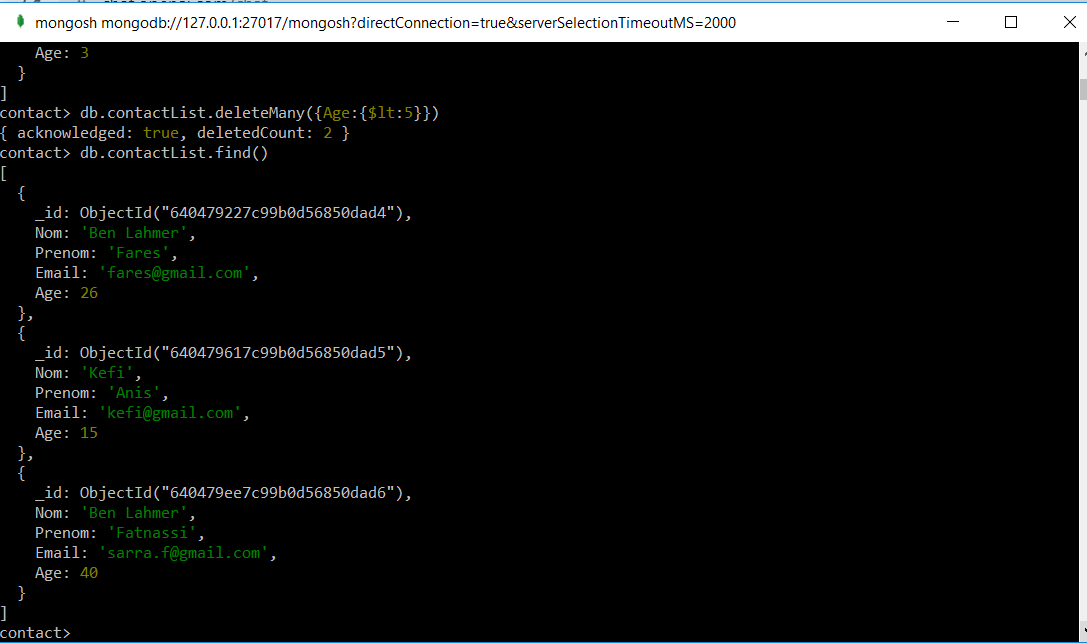 mongosh mongodb://127.0.0.1:27017/mongosh?directConnection=true&serverSelectionTimeoutMS=2000
    Age: 3
  }
]
contact> db.contactList.deleteMany({Age:{$lt:5}})
{ acknowledged: true, deletedCount: 2 }
contact> db.contactList.find()
[
  {
    _id: ObjectId("640479227c99b0d56850dad4"),
    Nom: 'Ben Lahmer',
    Prenom: 'Fares',
    Email: 'fares@gmail.com',
    Age: 26
  },
  {
    _id: ObjectId("640479617c99b0d56850dad5"),
    Nom: 'Kefi',
    Prenom: 'Anis',
    Email: 'kefi@gmail.com',
    Age: 15
  },
  {
    _id: ObjectId("640479ee7c99b0d56850dad6"),
    Nom: 'Ben Lahmer',
    Prenom: 'Fatnassi',
    Email: 'sarra.f@gmail.com',
    Age: 40
  }
]
contact>